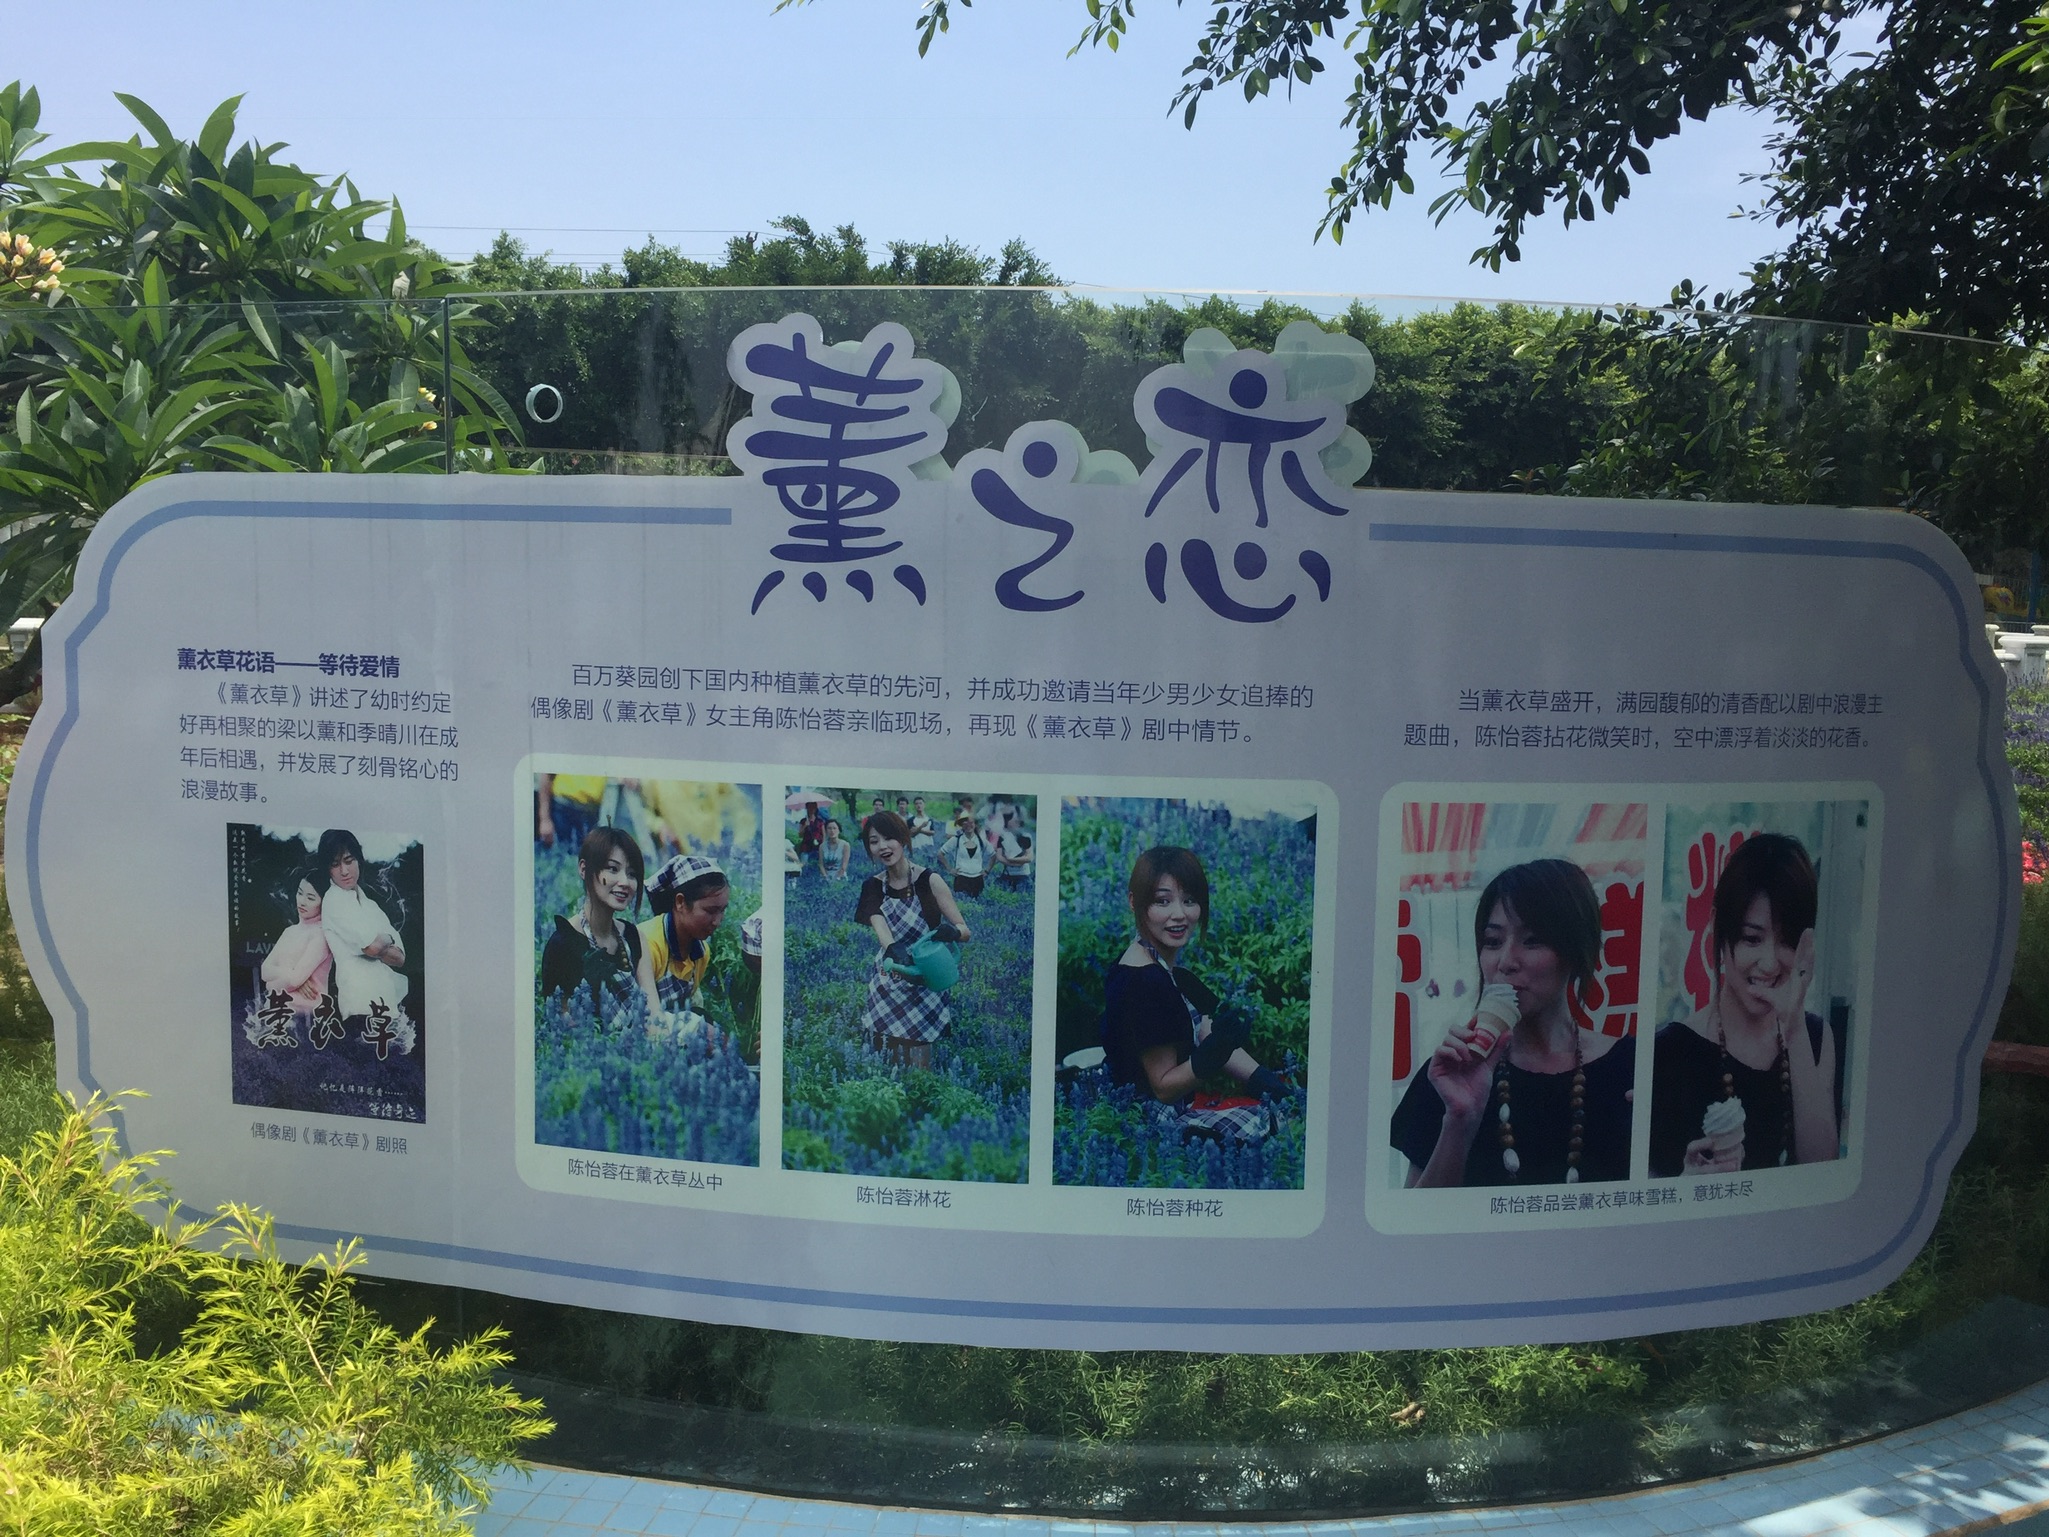 薰之恋
薰衣草花语——等待爱情
《薰衣草》讲述了幼时约定
好再相聚的梁以薰和季晴川在成
年后相遇，并发展了刻骨铭心的
浪漫故事。
薰衣草
等待奇迹
偶像剧《薰衣草》剧照
百万葵园创下国内种植薰衣草的先河，并成功邀请当年少男少女追捧的
偶像剧《薰衣草》女主角陈怡蓉亲临现场，再现《薰衣草》剧中情节。
陈怡蓉在薰衣草丛中
陈怡蓉淋花
陈怡蓉种花
当薰衣草盛开，满园馥郁的清香配以剧中浪漫主
题曲，陈怡蓉拈花微笑时，空中漂浮着淡淡的花香。
陈怡蓉品尝薰衣草味雪糕，意犹未尽